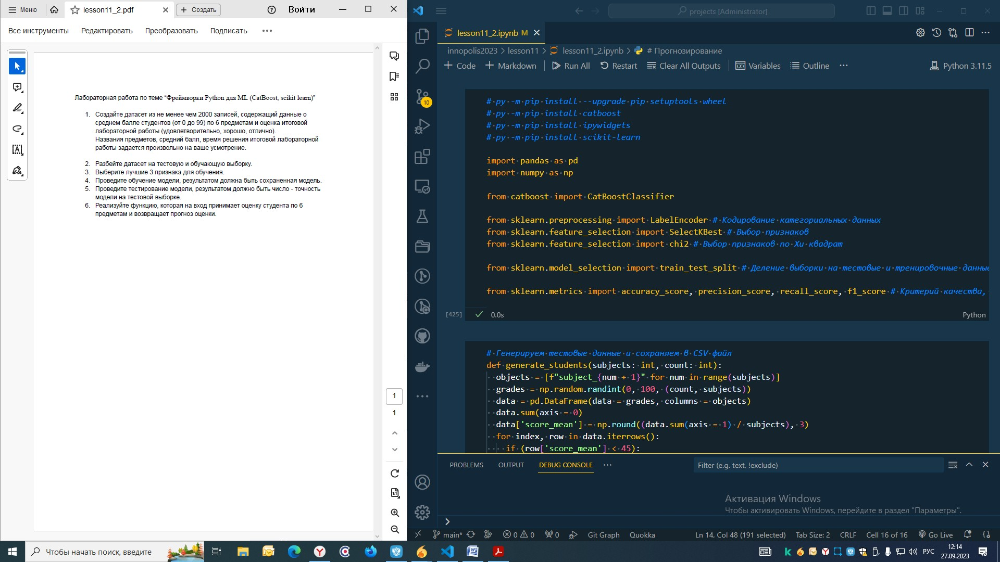 Меню
lesson11_2.pdf
Создать
Войти
Все инструменты
Редактировать
Преобразовать
Подписать
Лабораторная работа по теме “Фреймворки Python для ML (CatBoost, scikit learn)”
1. Создайте датасет из не менее чем 2000 записей, содержащий данные о
среднем балле студентов (от 0 до 99) по 6 предметам и оценка итоговой
лабораторной работы (удовлетворительно, хорошо, отлично).
Названия предметов, средний балл, время решения итоговой лабораторной
работы задается произвольно на ваше усмотрение.
2. Разбейте датасет на тестовую и обучающую выборку.
3. Выберите лучшие 3 признака для обучения.
4. Проведите обучение модели, результатом должна быть сохраненная модель.
5. Проведите тестирование модели, результатом должно быть число - точность
модели на тестовой выборке.
6. Реализуйте функцию, которая на вход принимает оценку студента по 6
предметам и возвращает прогноз оценки.
1
1
projects [Administrator]
lesson11_2.ipynb M
innopolis2023 > lesson11 > lesson11_2.ipynb > # Прогнозирование
Code
Markdown
Run All
Restart
Clear All Outputs
Variables
Outline
Python 3.11.5
10
# py -m pip install --upgrade pip setuptools wheel
# py -m pip install catboost
# py -m pip install ipywidgets
# py -m pip install scikit-learn
import pandas as pd
import numpy as np
from catboost import CatBoostClassifier
from sklearn.preprocessing import LabelEncoder # Кодирование категориальных данных
from sklearn.feature_selection import SelectKBest # Выбор признаков
from sklearn.feature_selection import chi2 # Выбор признаков по Хи квадрат
from sklearn.model_selection import train_test_split # Деление выборки на тестовые и тренировочные данные
from sklearn.metrics import accuracy_score, precision_score, recall_score, f1_score # Критерий качества,
[425]
0.0s
Python
# Генерируем тестовые данные и сохраняем в CSV файл
def generate_students(subjects: int, count: int):
objects = [f"subject_{num + 1}" for num in range(subjects)]
grades = np.random.randint(0, 100, (count, subjects))
data = pd.DataFrame(data = grades, columns = objects)
data.sum(axis = 0)
data['score_mean'] = np.round((data.sum(axis = 1) / subjects), 3)
for index, row in data.iterrows():
if (row['score_mean'] < 45):
PROBLEMS
OUTPUT
DEBUG CONSOLE
Filter (e.g. text, !exclude)
Активация Windows
Чтобы активировать Windows, перейдите в раздел "Параметры".
main*
0
0
0
Git Graph
Quokka
Ln 14, Col 48 (191 selected)
Tab Size: 2
CRLF
Cell 16 of 16
Go Live
Чтобы начать поиск, введите
РУС
12:14
27.09.2023